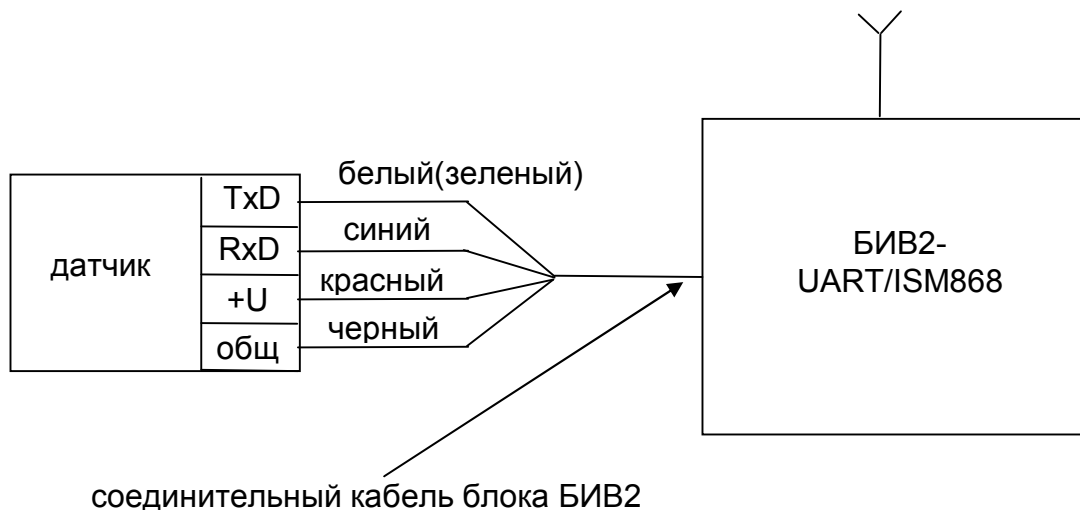 белый(зеленый)
TxD
синий
RxD
датчик
красный
+U
черный
общ
БИВ2-
UART/ISM868
соединительный кабель блока БИВ2